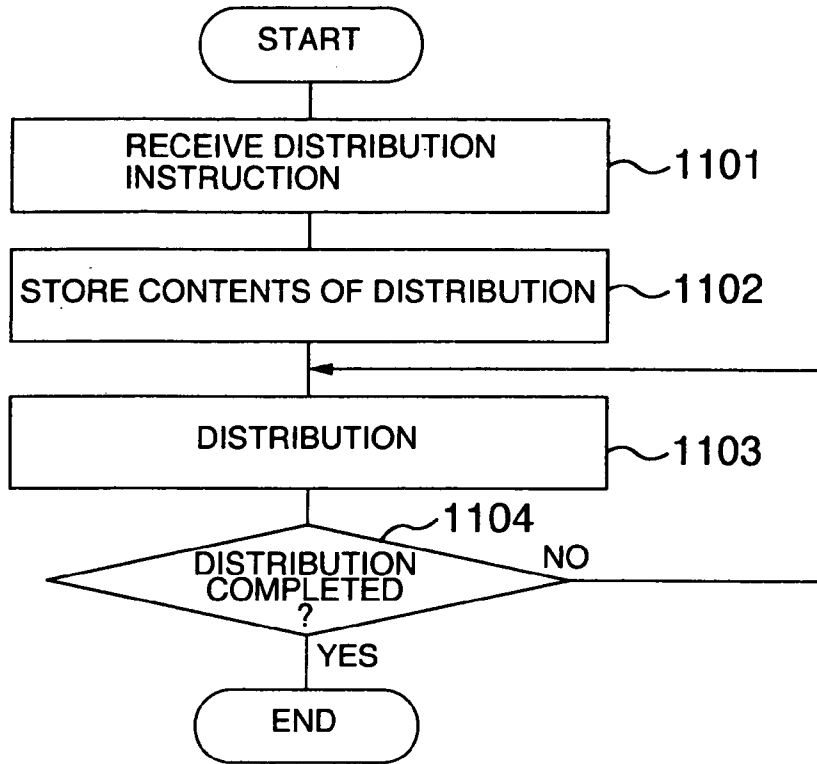 START
RECEIVE DISTRIBUTION
INSTRUCTION
1101
STORE CONTENTS OF DISTRIBUTION
1102
DISTRIBUTION
1103
1104
DISTRIBUTION
COMPLETED
?
NO
YES
END